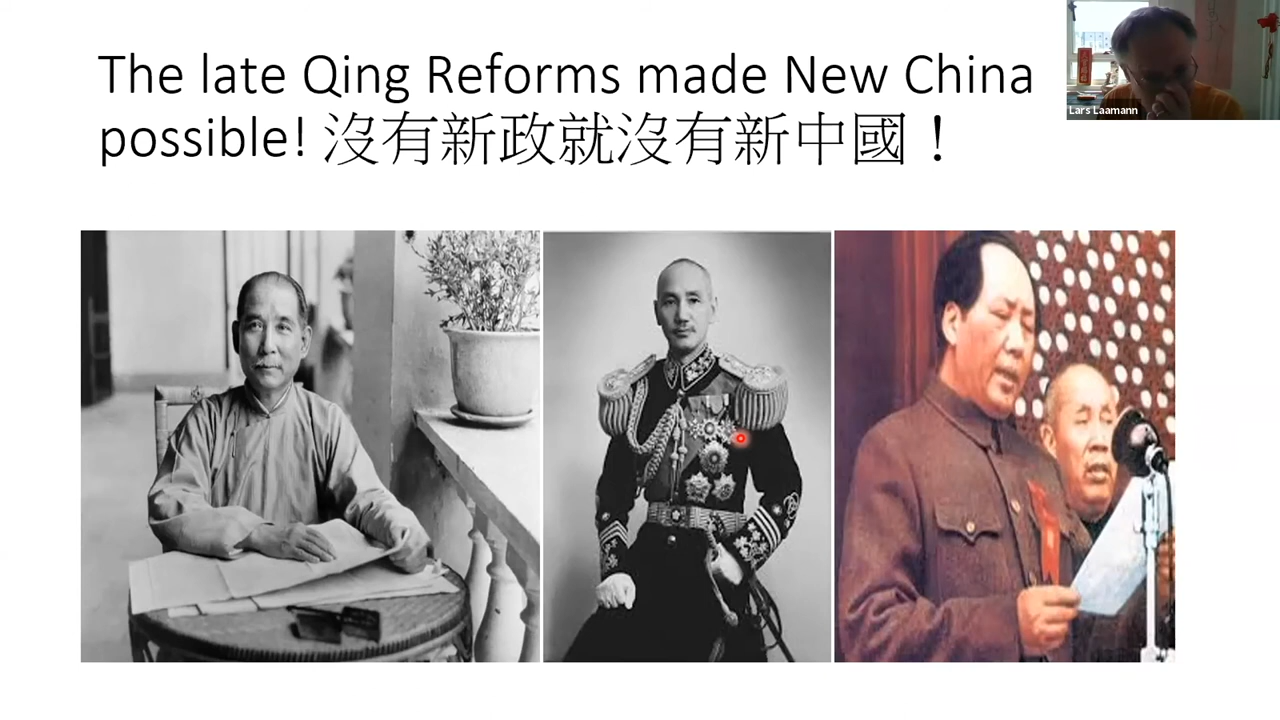 The late Qing Reforms made New China
possible! 沒有新政就沒有新中國！
Lars Laamann